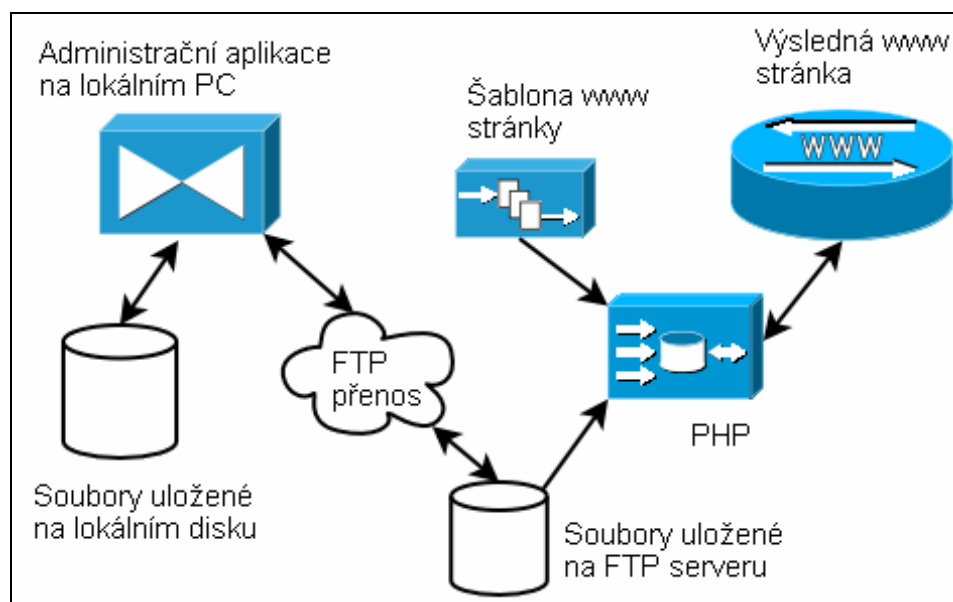 Administrační aplikace
na lokálním PC
Šablona www
stránky
Výsledná www
stránka
WWW
FTP
přenos
PHP
Soubory uložené
na lokálním disku
Soubory uložené
na FTP serveru